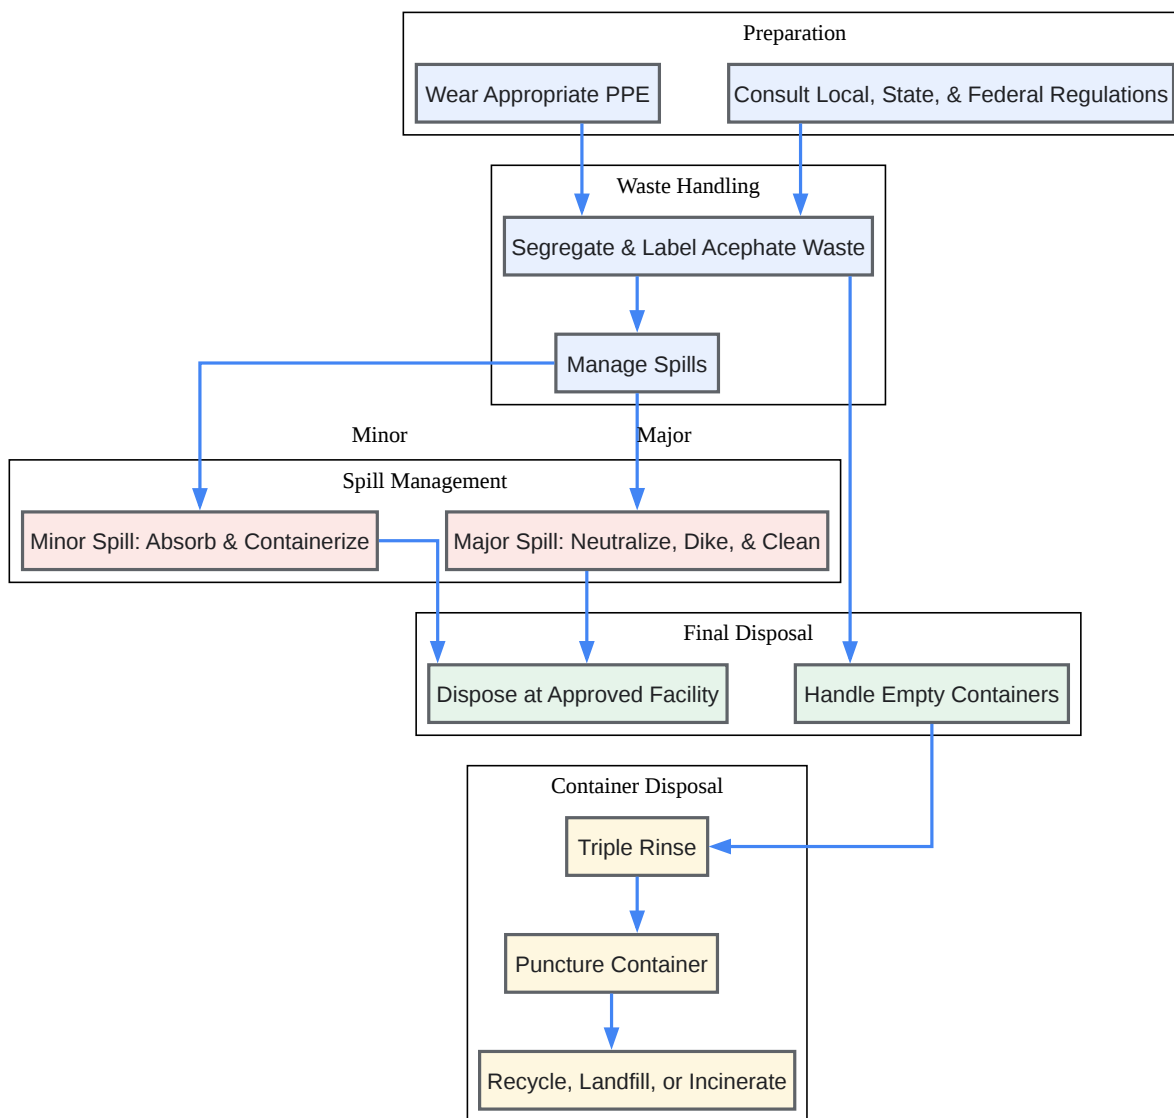 Preparation
Wear Appropriate PPE
Consult Local, State, & Federal Regulations
Waste Handling
Segregate & Label Acephate Waste
Manage Spills
Minor
Major
Spill Management
Minor Spill: Absorb & Containerize
Major Spill: Neutralize, Dike, & Clean
Final Disposal
Dispose at Approved Facility
Handle Empty Containers
Container Disposal
Triple Rinse
Puncture Container
Recycle, Landfill, or Incinerate